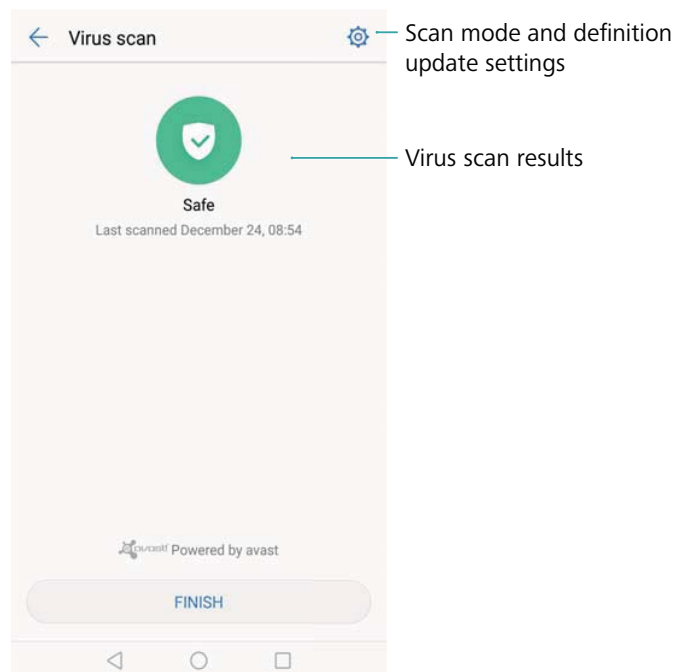 Virus scan
Scan mode and definition
update settings
Virus scan results
Safe
Last scanned December 24, 08:54
avast! Powered by avast
FINISH